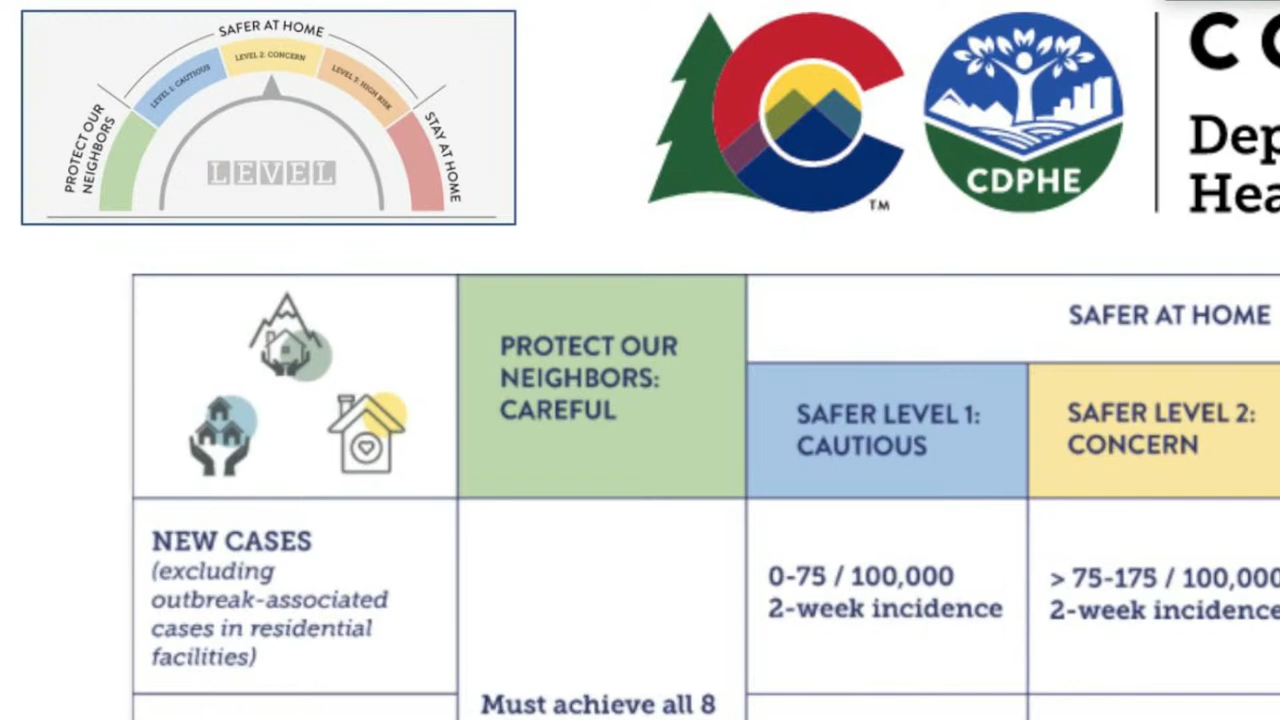 SAFER AT HOME
LEVEL 1: CAUTIOUS
LEVEL 2: CONCERN
LEVEL 3: HIGH RISK
PROTECT OUR
NEIGHBORS
STAY AT HOME
LEVEL
TM
CDPHE
C
Dep
Hea
PROTECT OUR
NEIGHBORS:
CAREFUL
SAFER AT HOME
SAFER LEVEL 1:
CAUTIOUS
SAFER LEVEL 2:
CONCERN
NEW CASES
(excluding
outbreak-associated
cases in residential
facilities)
0-75 / 100,000
2-week incidence
> 75-175 / 100,000
2-week incidence
Must achieve all 8